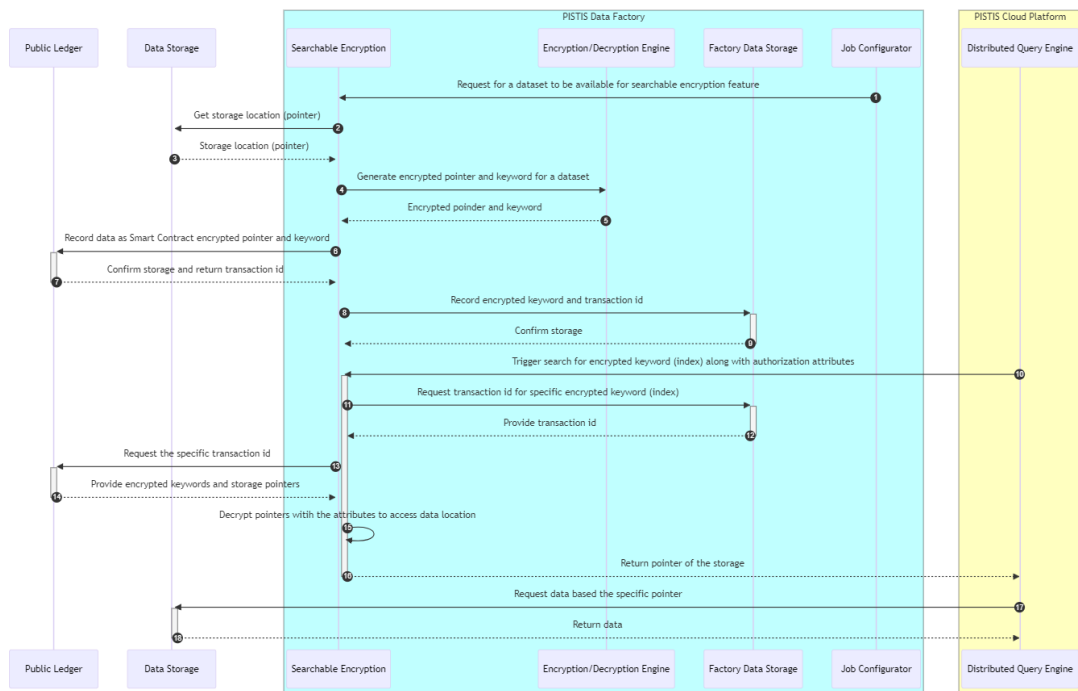 PISTIS Data Factory
PISTIS Cloud Platform
Public Ledger
Data Storage
Searchable Encryption
Encryption/Decryption Engine
Factory Data Storage
Job Configurator
Distributed Query Engine
Request for a dataset to be available for searchable encryption feature
1
Get storage location (pointer)
2
Storage location (pointer)
3
Generate encrypted pointer and keyword for a dataset
4
Encrypted poinder and keyword
5
Record data as Smart Contract encrypted pointer and keyword
6
Confirm storage and return transaction id
7
Record encrypted keyword and transaction id
8
Confirm storage
9
Trigger search for encrypted keyword (index) along with authorization attributes
10
Request transaction id for specific encrypted keyword (index)
11
Provide transaction id
12
Request the specific transaction id
13
Provide encrypted keywords and storage pointers
14
Decrypt pointers witih the attributes to access data location
15
Return pointer of the storage
16
Request data based the specific pointer
17
Return data
18
Public Ledger
Data Storage
Searchable Encryption
Encryption/Decryption Engine
Factory Data Storage
Job Configurator
Distributed Query Engine